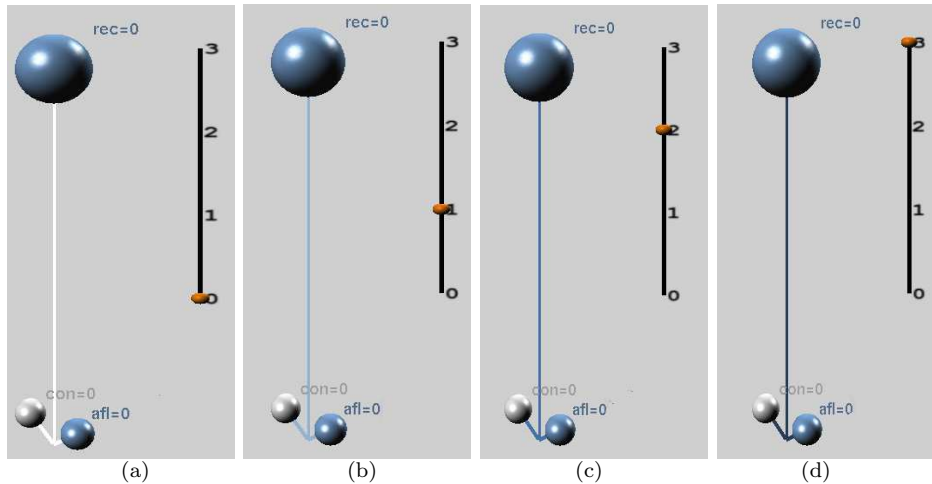 rec=0
3
2
1
0
con=0
afl=0
(a)
rec=0
3
2
1
0
con=0
afl=0
(b)
rec=0
3
2
1
0
con=0
afl=0
(c)
rec=0
3
2
1
0
con=0
afl=0
(d)